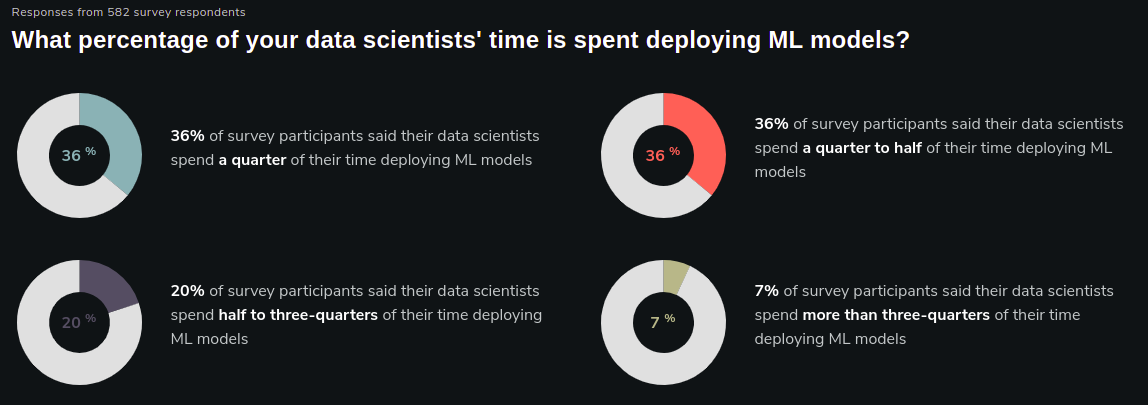 Responses from 582 survey respondents
What percentage of your data scientists' time is spent deploying ML models?
36 %
36% of survey participants said their data scientists
spend a quarter of their time deploying ML models
36 %
36% of survey participants said their data scientists
spend a quarter to half of their time deploying ML
models
20 %
20% of survey participants said their data scientists
spend half to three-quarters of their time deploying
ML models
7 %
7% of survey participants said their data scientists
spend more than three-quarters of their time
deploying ML models